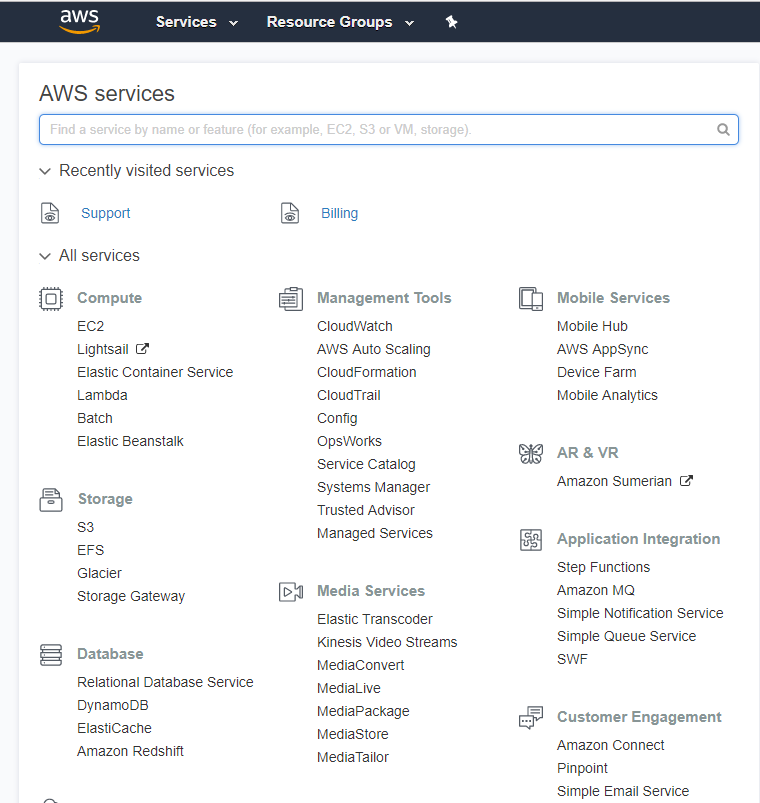 aws
Services
Resource Groups
AWS services
Find a service by name or feature (for example, EC2, S3 or VM, storage).
Recently visited services
Support
Billing
All services
Compute
EC2
Lightsail
Elastic Container Service
Lambda
Batch
Elastic Beanstalk
Storage
S3
EFS
Glacier
Storage Gateway
Database
Relational Database Service
DynamoDB
ElastiCache
Amazon Redshift
Management Tools
CloudWatch
AWS Auto Scaling
CloudFormation
CloudTrail
Config
OpsWorks
Service Catalog
Systems Manager
Trusted Advisor
Managed Services
Media Services
Elastic Transcoder
Kinesis Video Streams
MediaConvert
MediaLive
MediaPackage
MediaStore
MediaTailor
Mobile Services
Mobile Hub
AWS AppSync
Device Farm
Mobile Analytics
AR & VR
Amazon Sumerian
Application Integration
Step Functions
Amazon MQ
Simple Notification Service
Simple Queue Service
SWF
Customer Engagement
Amazon Connect
Pinpoint
Simple Email Service